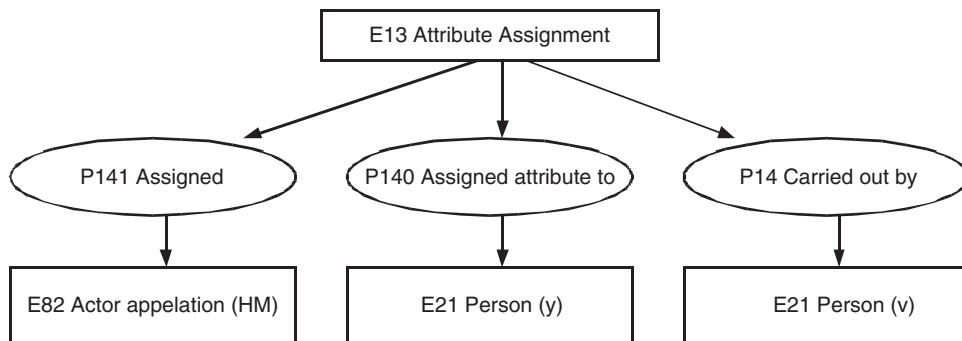 E13 Attribute Assignment
P141 Assigned
P140 Assigned attribute to
P14 Carried out by
E82 Actor appelation (HM)
E21 Person (y)
E21 Person (v)